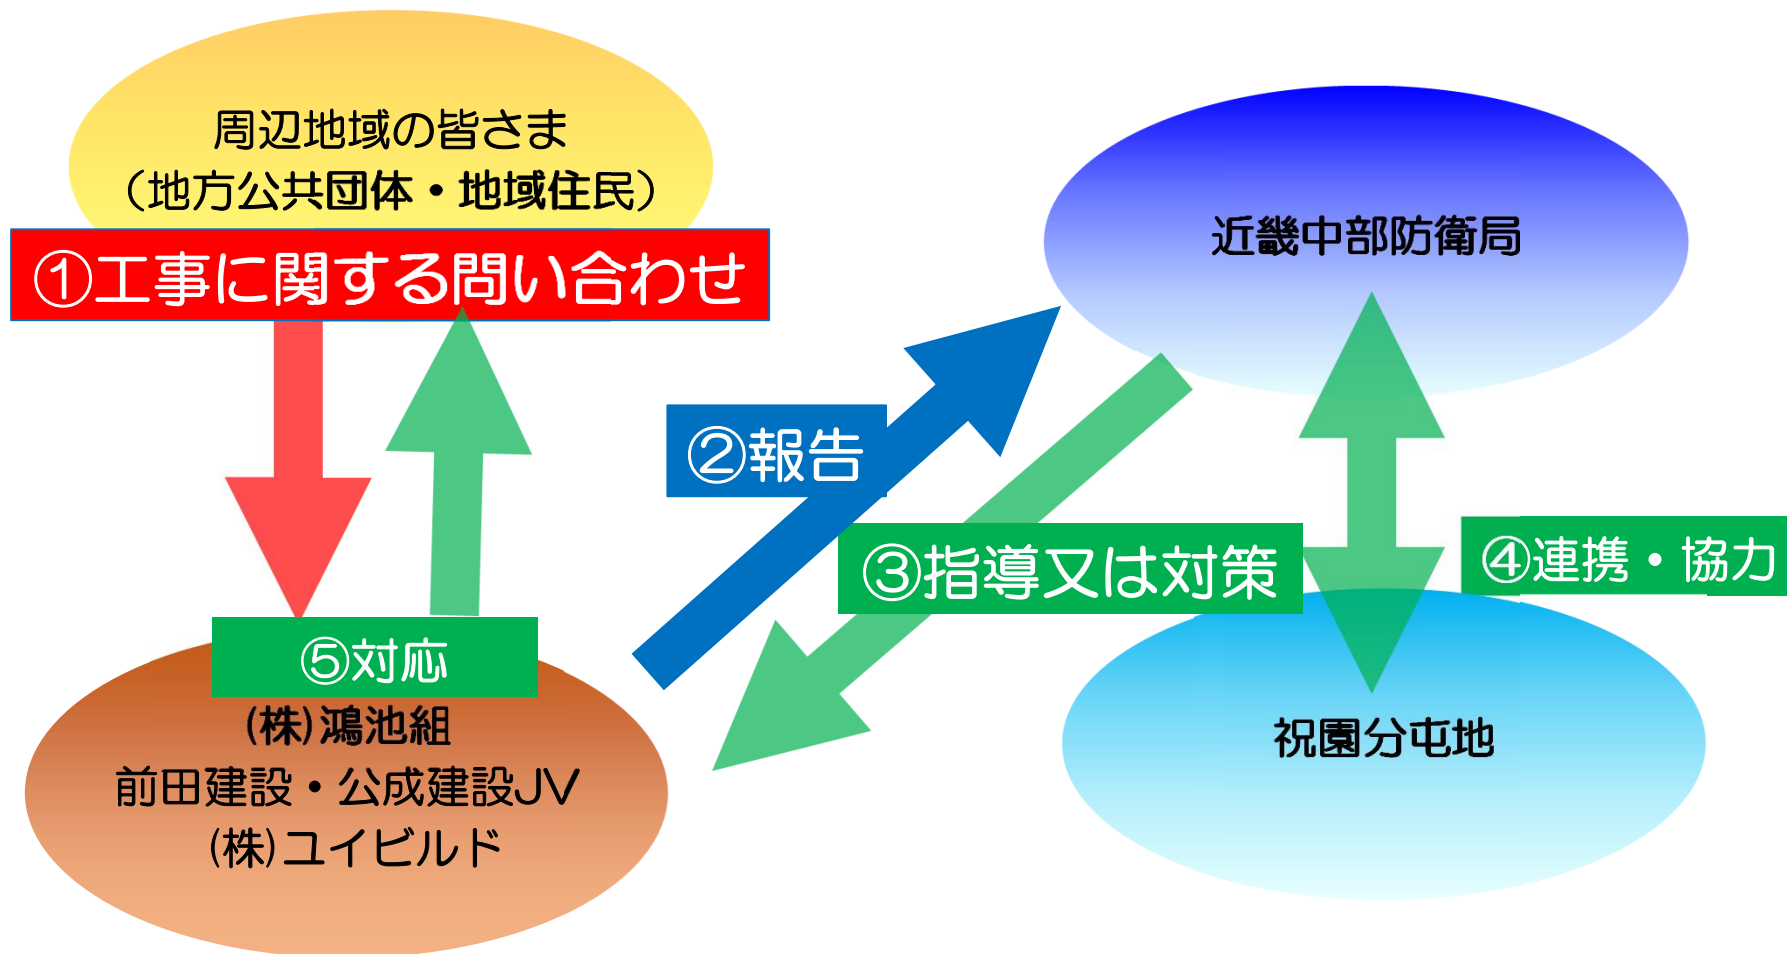 周辺地域の皆さま
（地方公共団体・地域住民）
①工事に関する問い合わせ
近畿中部防衛局
②報告
③指導又は対策
④連携・協力
⑤対応
(株)鴻池組
前田建設・公成建設JV
(株)ユイビルド
祝園分屯地